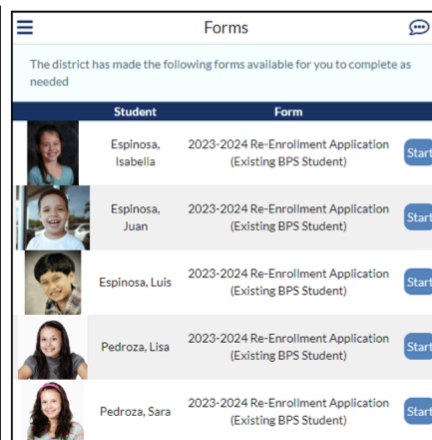 Forms
The district has made the following forms available for you to complete as
needed
Student Form
Espinosa, Isabella 2023-2024 Re-Enrollment Application
(Existing BPS Student) Start
Espinosa, Juan 2023-2024 Re-Enrollment Application
(Existing BPS Student) Start
Espinosa, Luis 2023-2024 Re-Enrollment Application
(Existing BPS Student) Start
Pedroza, Lisa 2023-2024 Re-Enrollment Application
(Existing BPS Student) Start
Pedroza, Sara 2023-2024 Re-Enrollment Application
(Existing BPS Student) Start